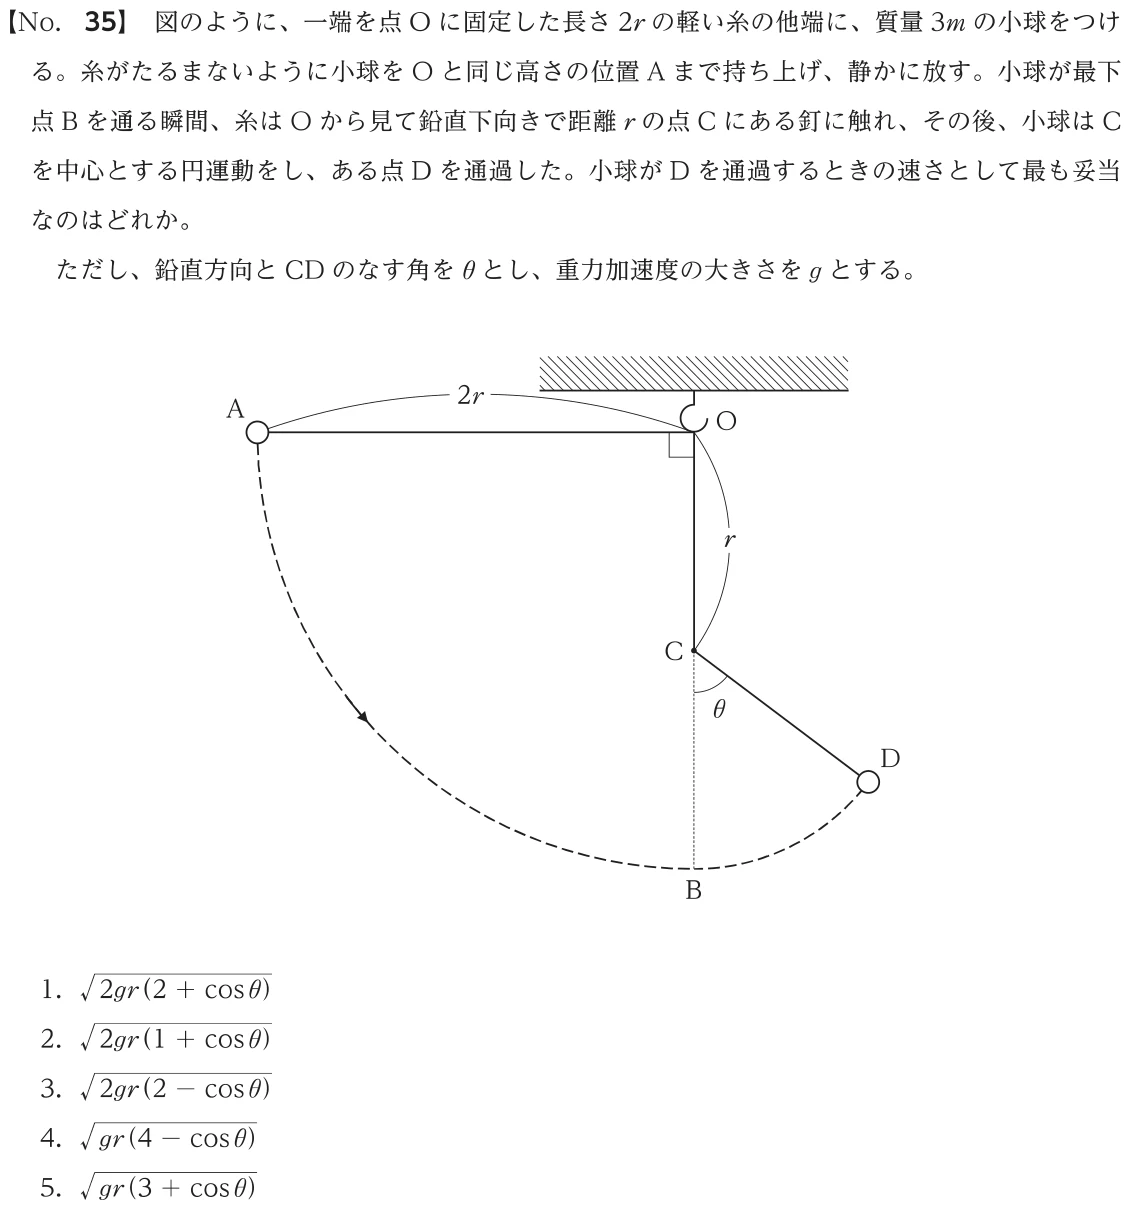 【No. 35】 図のように、一端を点 O に固定した長さ 2r の軽い糸の他端に、質量 3m の小球をつけ
る。糸がたるまないように小球を O と同じ高さの位置 A まで持ち上げ、静かに放す。小球が最下
点 B を通る瞬間、糸は O から見て鉛直下向きで距離 r の点 C にある釘に触れ、その後、小球は C
を中心とする円運動をし、ある点 D を通過した。小球が D を通過するときの速さとして最も妥当
なのはどれか。
ただし、鉛直方向と CD のなす角を θ とし、重力加速度の大きさを g とする。
2r
A
O
r
C
θ
D
B
1. √2gr(2 + cosθ)
2. √2gr(1 + cosθ)
3. √2gr(2 − cosθ)
4. √gr(4 − cosθ)
5. √gr(3 + cosθ)